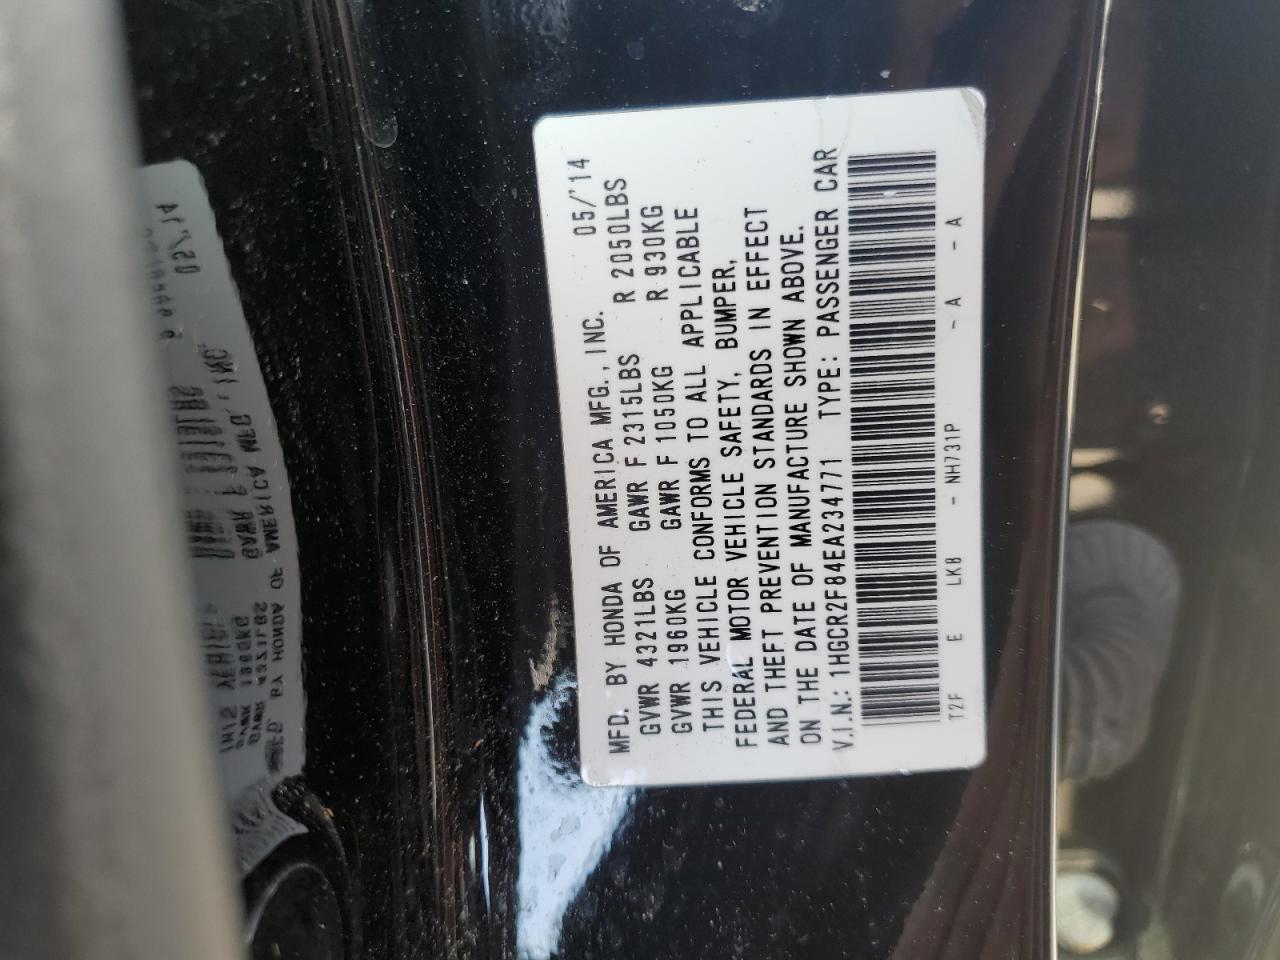 MFD. BY HONDA OF AMERICA MFG., INC. 05/'14
GVWR 4321LBS GAWR F 2315LBS R 2050LBS
GVWR 1960KG GAWR F 1050KG R 930KG
THIS VEHICLE CONFORMS TO ALL APPLICABLE
FEDERAL MOTOR VEHICLE SAFETY, BUMPER,
AND THEFT PREVENTION STANDARDS IN EFFECT
ON THE DATE OF MANUFACTURE SHOWN ABOVE.
V.I.N.: 1HGCR2F84EA234771 TYPE: PASSENGER CAR
T2F E LKB - NH731P - A - A